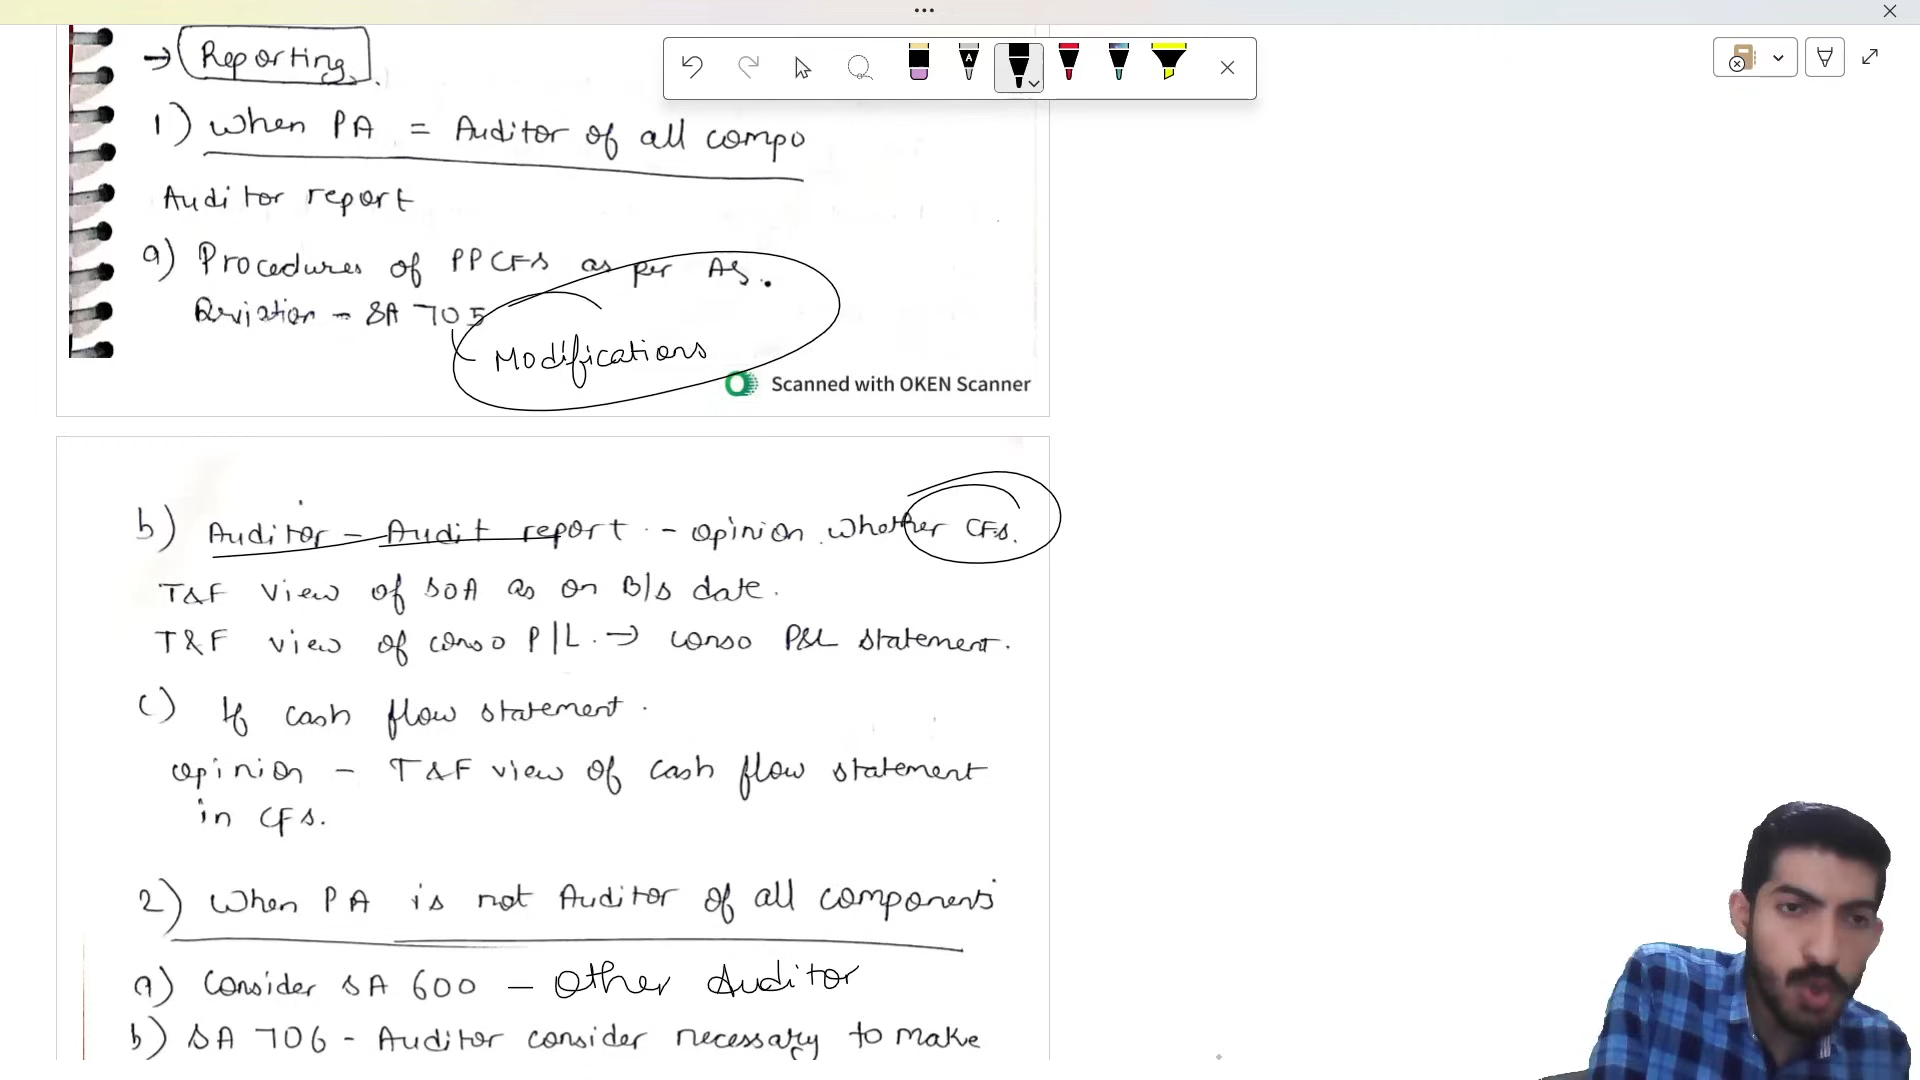 → Reporting.
1) When PA = Auditor of all compo
Auditor report
a) Procedures of PPCFS as per AS.
Deviation - SA 705
Modifications
Scanned with OKEN Scanner
b) Auditor - Audit report - opinion whether CFS.
T&F view of SOA as on B/S date.
T&F view of conso P/L. → conso P&L statement.
c) If cash flow statement.
opinion - T&F view of cash flow statement
in CFS.
2) When PA is not Auditor of all components
a) Consider SA 600 - Other Auditor
b) SA 706 - Auditor consider necessary to make